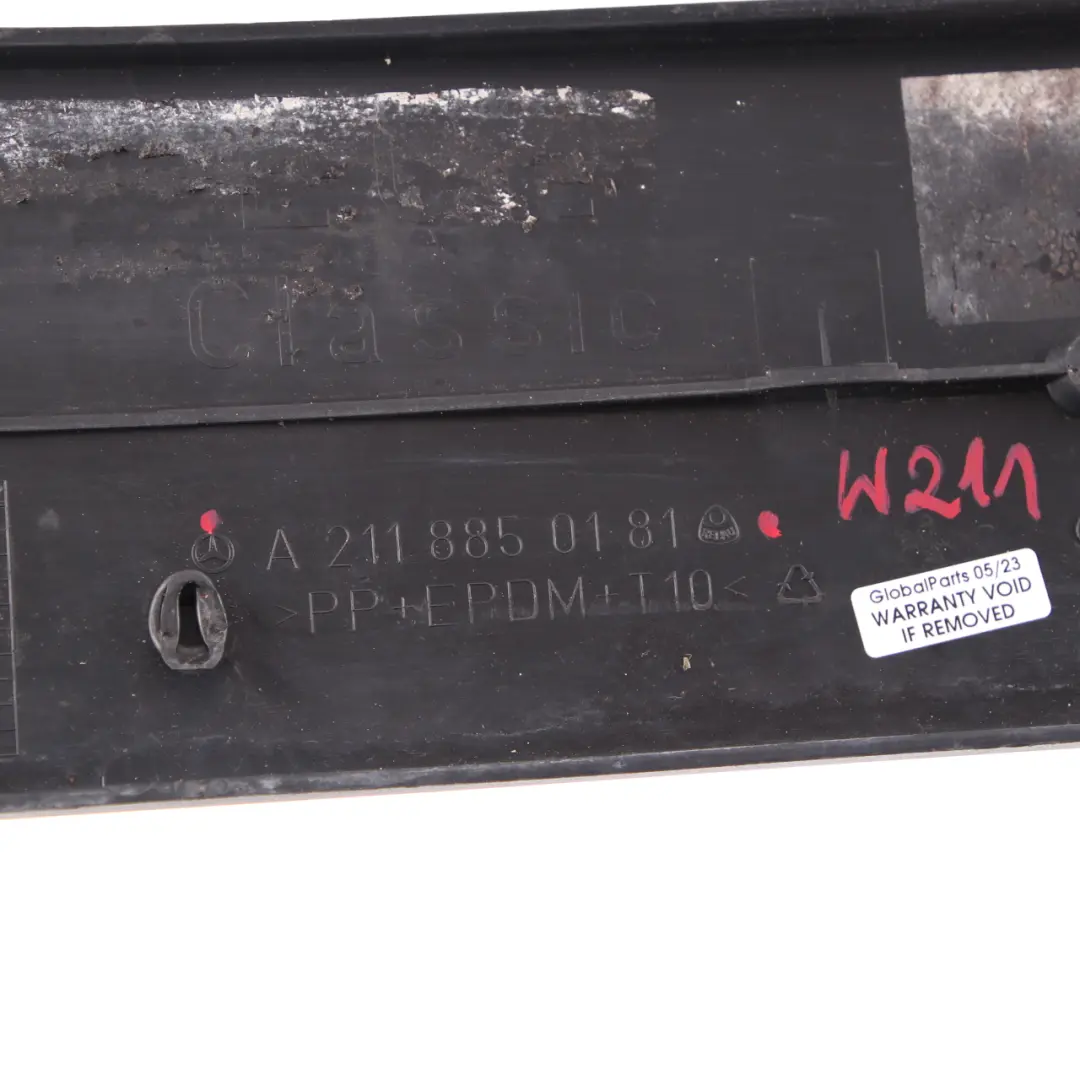 Classic
W211
A 211 885 01 81
>PP+EPDM+T10<
GlobalParts 05/23
WARRANTY VOID
IF REMOVED